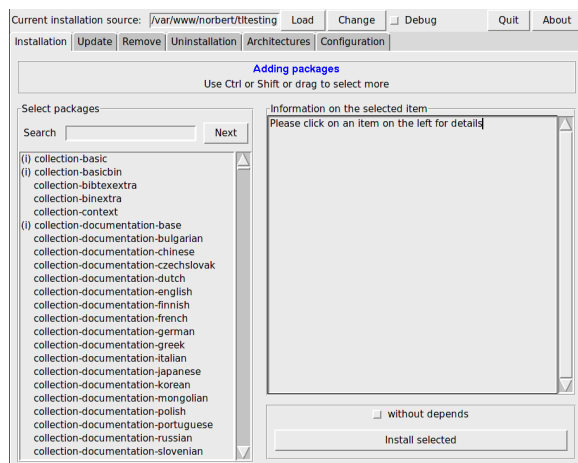 Current installation source: /var/www/norbert/tltesting Load Change Debug Quit About
Installation Update Remove Uninstallation Architectures Configuration
Adding packages
Use Ctrl or Shift or drag to select more
Select packages
Search Next
(i) collection-basic
(i) collection-basicbin
collection-bibtexextra
collection-binextra
collection-context
(i) collection-documentation-base
collection-documentation-bulgarian
collection-documentation-chinese
collection-documentation-czechslovak
collection-documentation-dutch
collection-documentation-english
collection-documentation-finnish
collection-documentation-french
collection-documentation-german
collection-documentation-greek
collection-documentation-italian
collection-documentation-japanese
collection-documentation-korean
collection-documentation-mongolian
collection-documentation-polish
collection-documentation-portuguese
collection-documentation-russian
collection-documentation-slovenian
Information on the selected item
Please click on an item on the left for details
without depends
Install selected